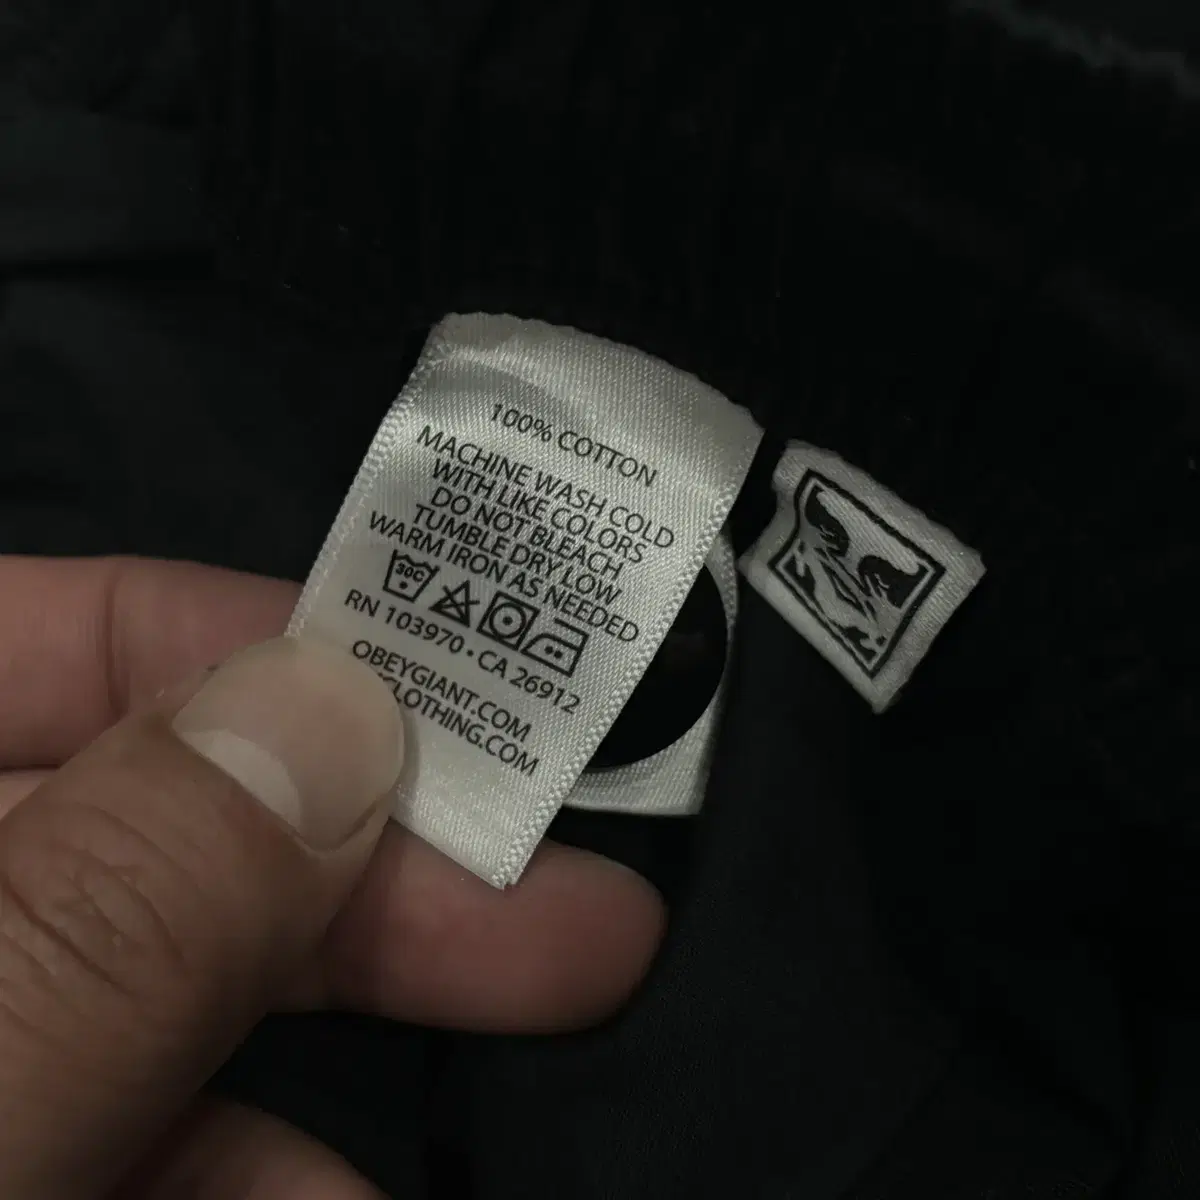 100% COTTON
MACHINE WASH COLD
WITH LIKE COLORS
DO NOT BLEACH
TUMBLE DRY LOW
WARM IRON AS NEEDED
30C
RN 103970 • CA 26912
OBEYGIANT.COM
CLOTHING.COM